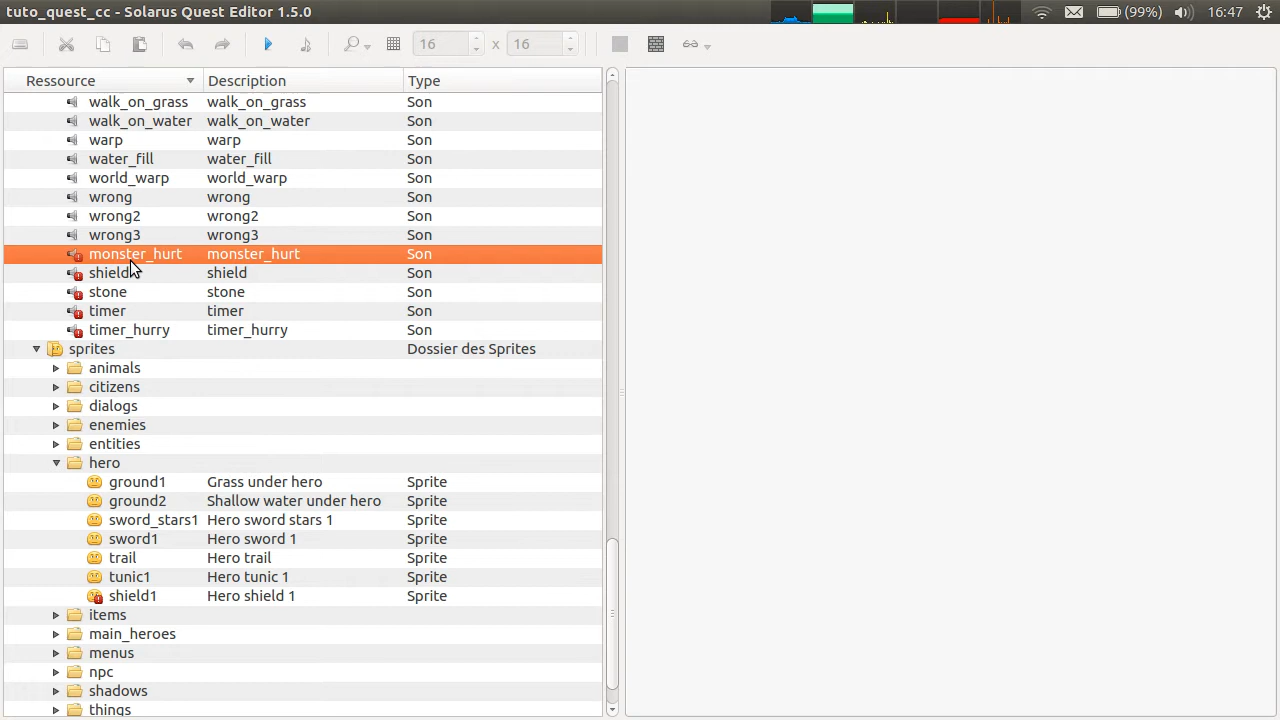 tuto_quest_cc - Solarus Quest Editor 1.5.0
(99%) 16:47
16 x 16
Ressource Description Type
walk_on_grass walk_on_grass Son
walk_on_water walk_on_water Son
warp warp Son
water_fill water_fill Son
world_warp world_warp Son
wrong wrong Son
wrong2 wrong2 Son
wrong3 wrong3 Son
monster_hurt monster_hurt Son
shield shield Son
stone stone Son
timer timer Son
timer_hurry timer_hurry Son
sprites Dossier des Sprites
animals
citizens
dialogs
enemies
entities
hero
ground1 Grass under hero Sprite
ground2 Shallow water under hero Sprite
sword_stars1 Hero sword stars 1 Sprite
sword1 Hero sword 1 Sprite
trail Hero trail Sprite
tunic1 Hero tunic 1 Sprite
shield1 Hero shield 1 Sprite
items
main_heroes
menus
npc
shadows
things